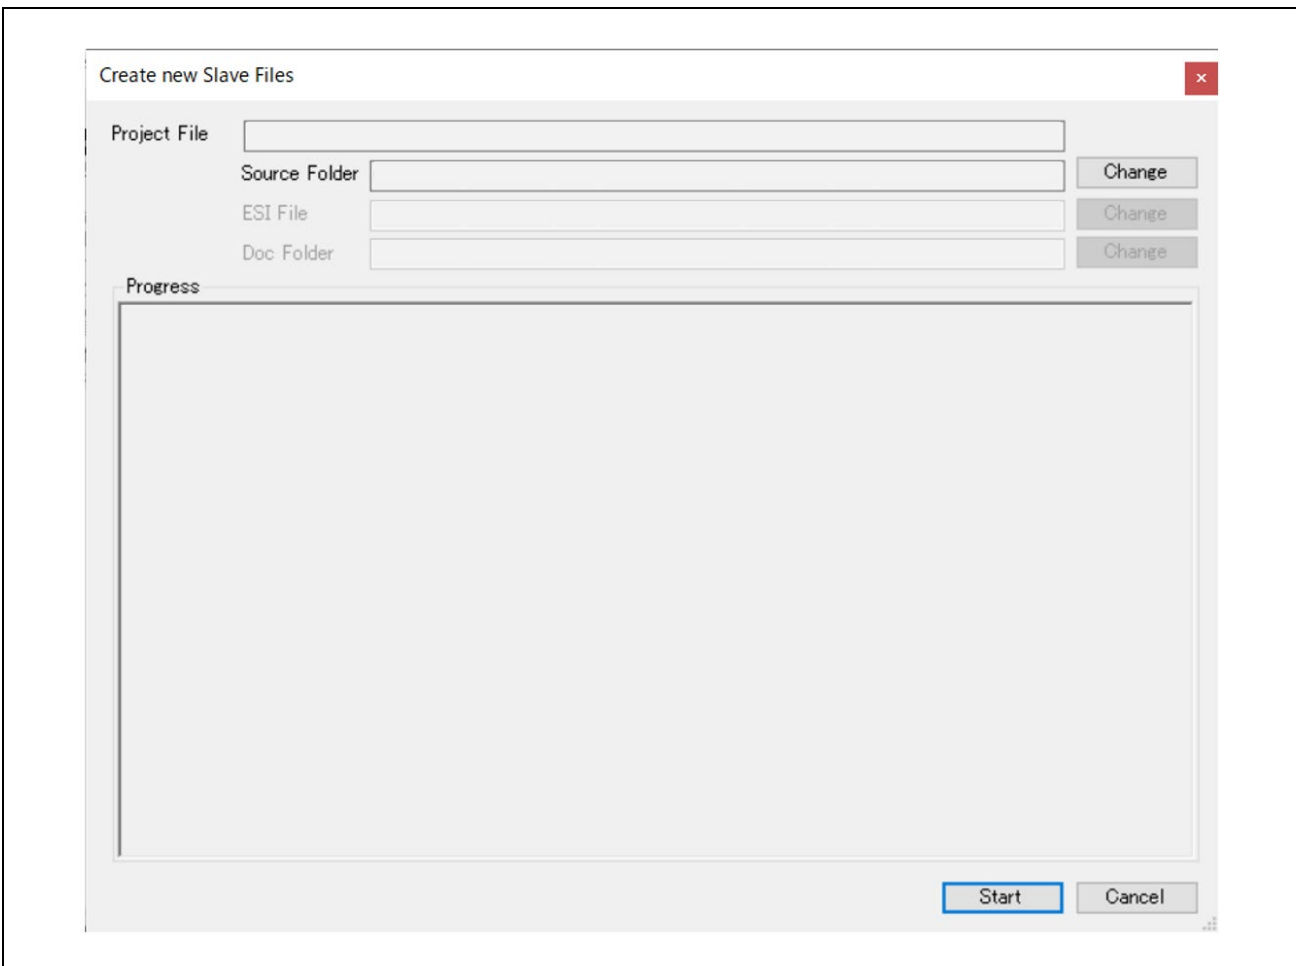 Create new Slave Files
Project File
Source Folder Change
ESI File Change
Doc Folder Change
Progress
Start Cancel